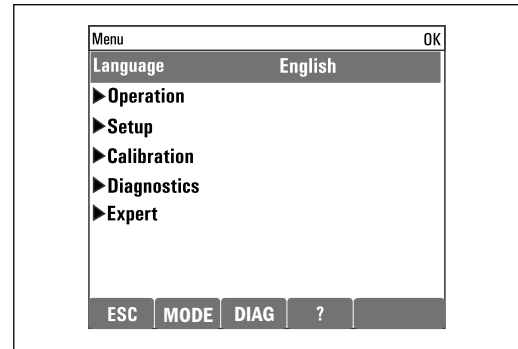 Menu OK
Language English
▶Operation
▶Setup
▶Calibration
▶Diagnostics
▶Expert
ESC MODE DIAG ?